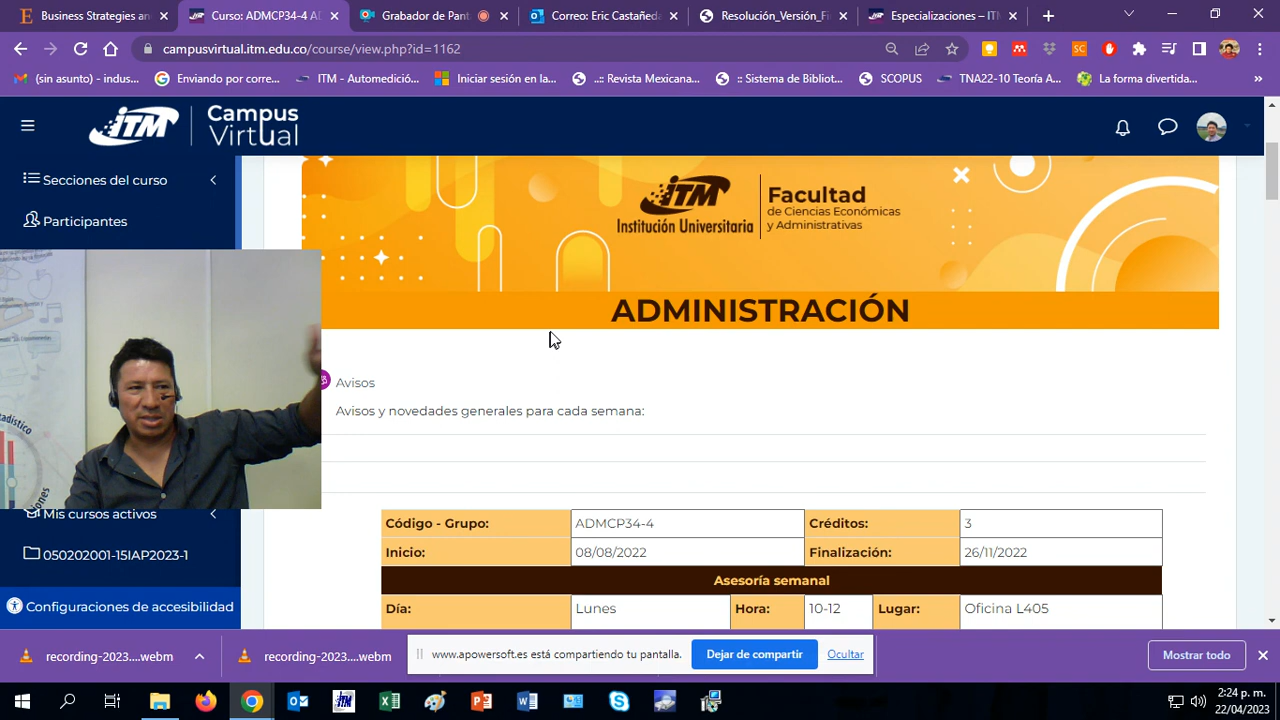 Business Strategies an
Curso: ADMCP34-4 AD
Grabador de Pant
Correo: Eric Castañeda
Resolución_Versión_Fi
Especializaciones – ITM
campusvirtual.itm.edu.co/course/view.php?id=1162
(sin asunto) - indus...
Enviando por corre...
ITM - Automedició...
Iniciar sesión en la...
..: Revista Mexicana...
:: Sistema de Bibliot...
SCOPUS
TNA22-10 Teoría A...
La forma divertida...
»
iTM
Campus
Virtual
Secciones del curso
Participantes
iTM
Institución Universitaria
Facultad
de Ciencias Económicas
y Administrativas
ADMINISTRACIÓN
Avisos
Avisos y novedades generales para cada semana:
Mis cursos activos
050202001-15IAP2023-1
Configuraciones de accesibilidad
Código - Grupo: ADMCP34-4 Créditos: 3
Inicio: 08/08/2022 Finalización: 26/11/2022
Asesoría semanal
Día: Lunes Hora: 10-12 Lugar: Oficina L405
recording-2023....webm
recording-2023....webm
www.apowersoft.es está compartiendo tu pantalla.
Dejar de compartir
Ocultar
Mostrar todo
2:24 p. m.
22/04/2023